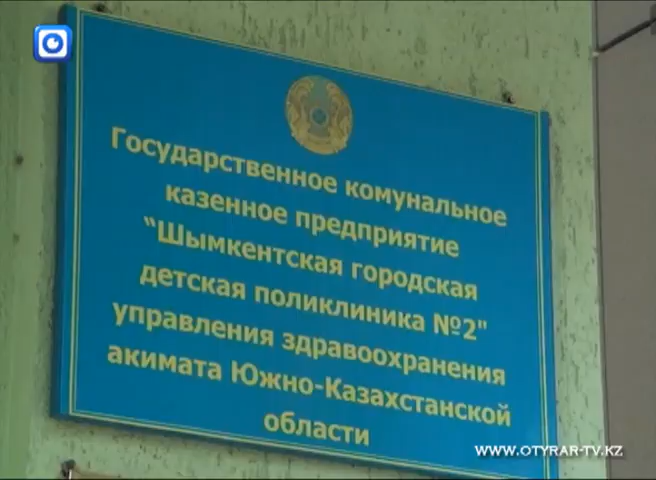 Государственное комунальное
казенное предприятие
“Шымкентская городская
детская поликлиника №2"
управления здравоохранения
акимата Южно-Казахстанской
области
WWW.OTYRAR-TV.KZ